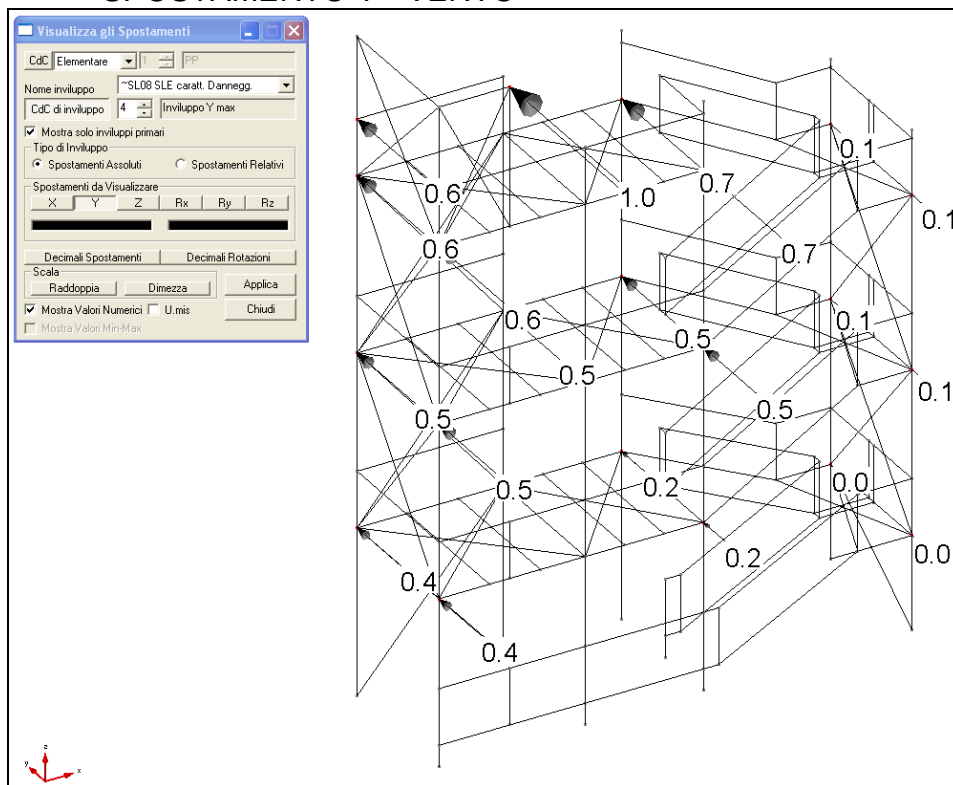 Visualizza gli Spostamenti
CdC Elementare 1 PP
Nome inviluppo ~SL08 SLE caratt. Dannegg.
CdC di inviluppo 4 Inviluppo Y max
Mostra solo inviluppi primari
Tipo di Inviluppo
Spostamenti Assoluti Spostamenti Relativi
Spostamenti da Visualizzare
X Y Z Rx Ry Rz
Decimali Spostamenti Decimali Rotazioni
Scala
Raddoppia Dimezza Applica
Mostra Valori Numerici U.mis Chiudi
Mostra Valori Min-Max
0.1
0.7
0.6 1.0
0.1
0.6 0.7
0.6 0.1
0.5
0.5
0.1
0.5 0.5
0.5 0.2 0.0
0.0
0.2
0.4
0.4
z
y x